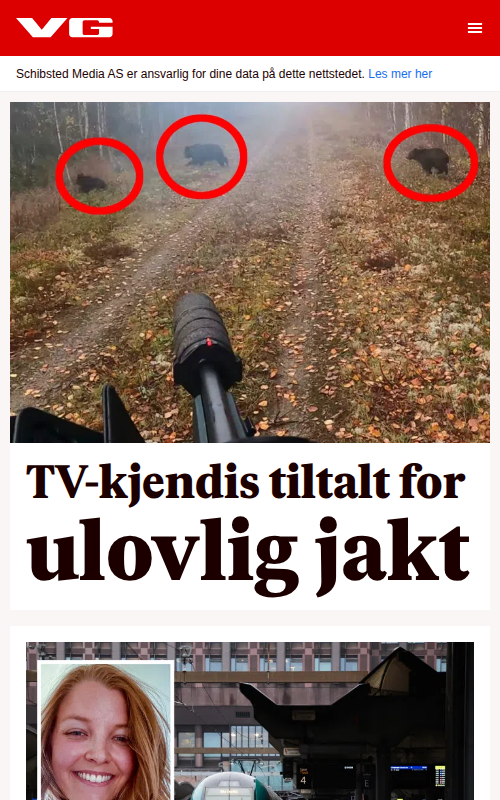 VG
Schibsted Media AS er ansvarlig for dine data på dette nettstedet. Les mer her
TV-kjendis tiltalt for
ulovlig jakt
4